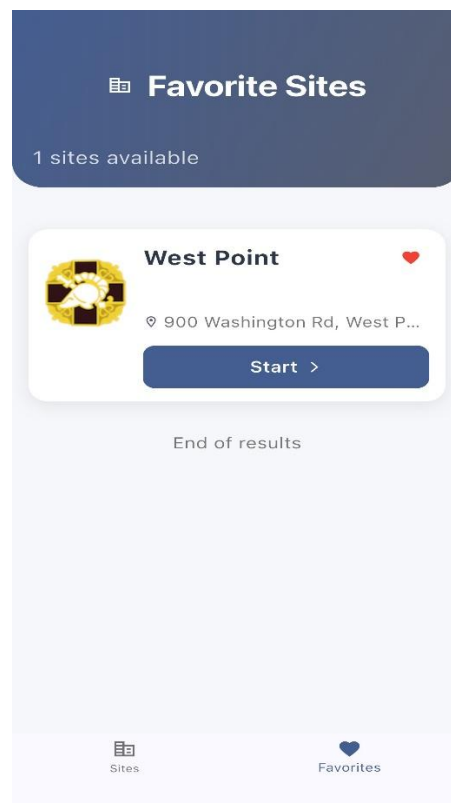 Favorite Sites
1 sites available
West Point
900 Washington Rd, West P...
Start >
End of results
Sites
Favorites